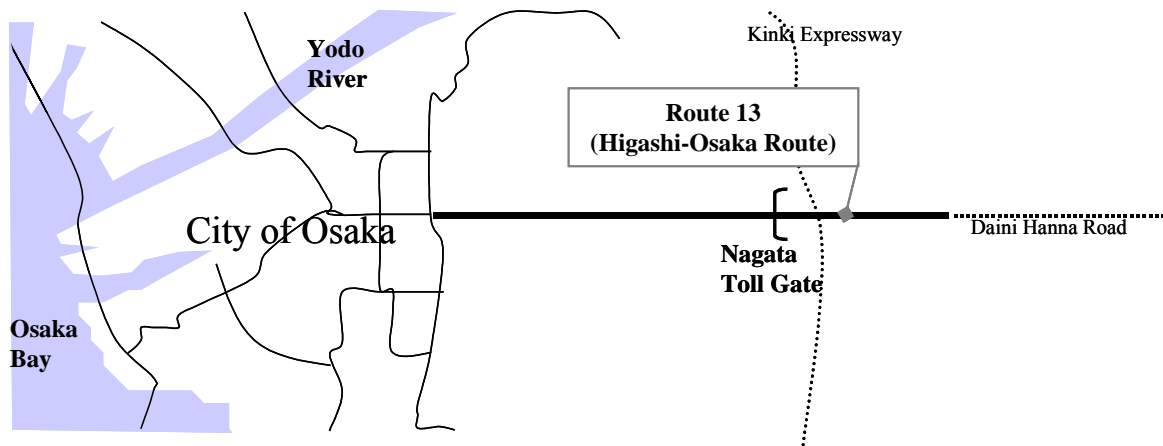 Kinki Expressway
Yodo
River
Route 13
(Higashi-Osaka Route)
City of Osaka
Daini Hanna Road
Nagata
Toll Gate
Osaka
Bay